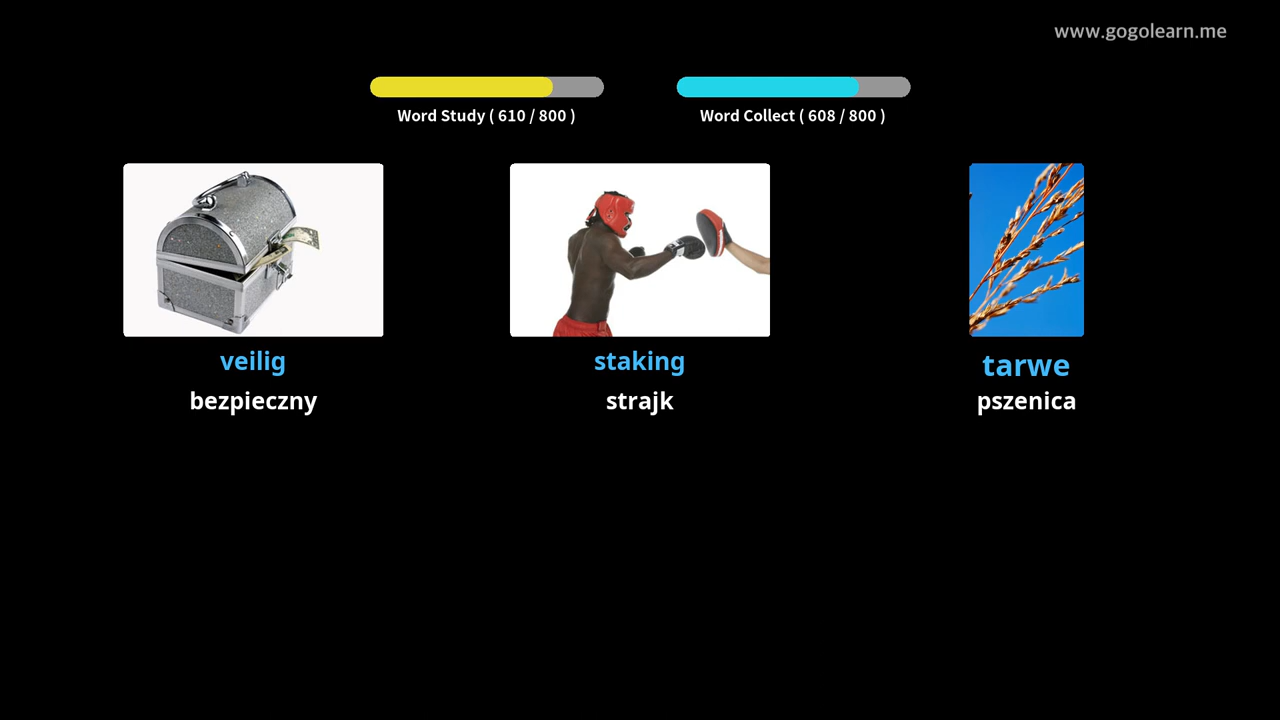 www.gogolearn.me
Word Study ( 610 / 800 )
Word Collect ( 608 / 800 )
veilig
bezpieczny
staking
strajk
tarwe
pszenica